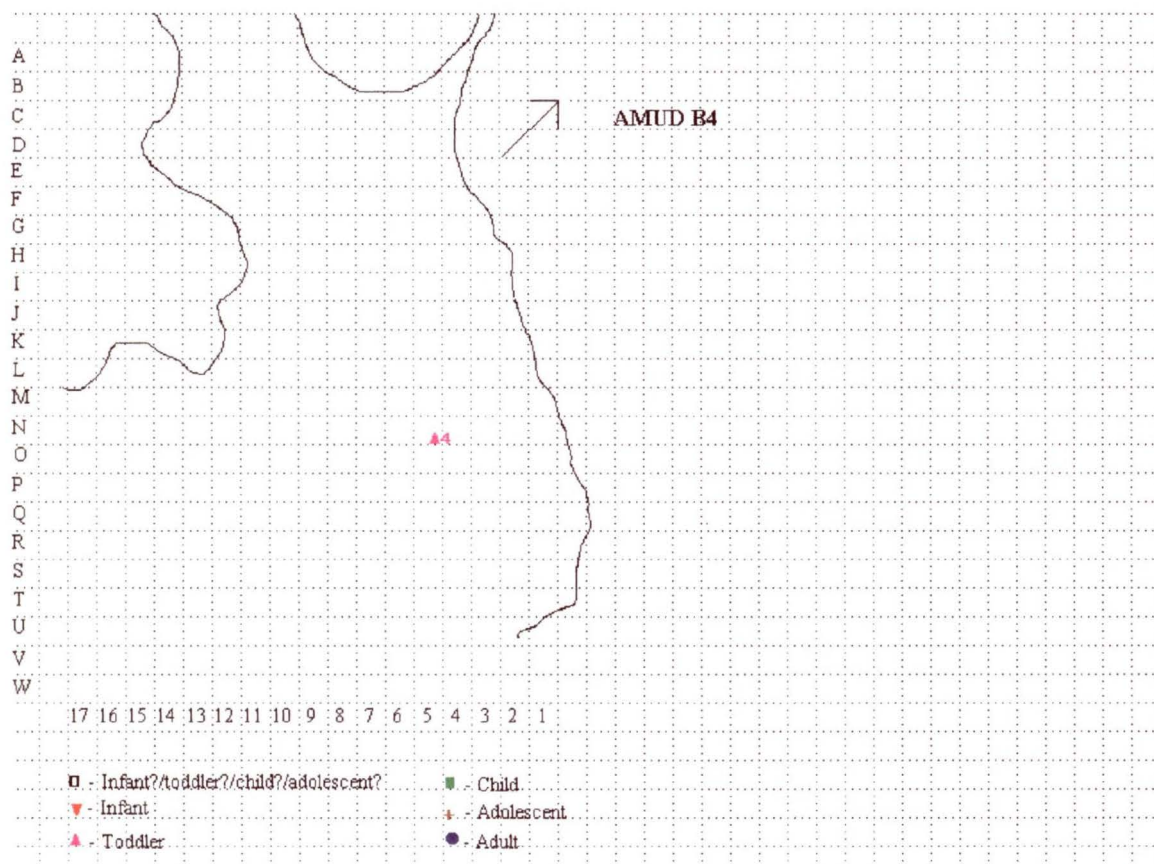 AMUD B4
A
B
C
D
E
F
G
H
I
J
K
L
M
N
4
O
P
Q
R
S
T
U
V
W
17 16 15 14 13 12 11 10 9 8 7 6 5 4 3 2 1
- Infant?/toddler?/child?/adolescent?
- Infant
- Toddler
- Child
- Adolescent
- Adult